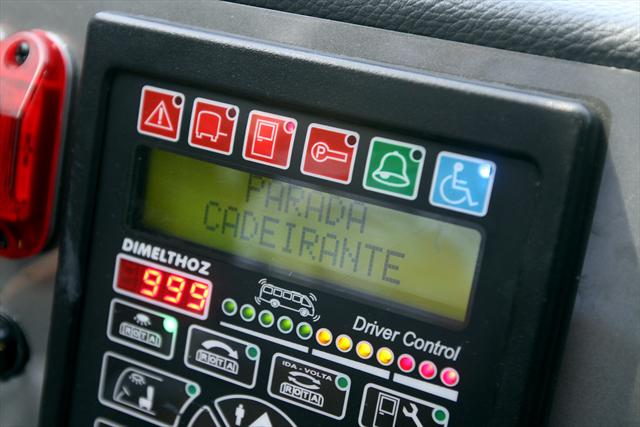 P
PARADA
CADEIRANTE
DIMELTHOZ
999
Driver Control
ROTA
ROTA
IDA - VOLTA
ROTA